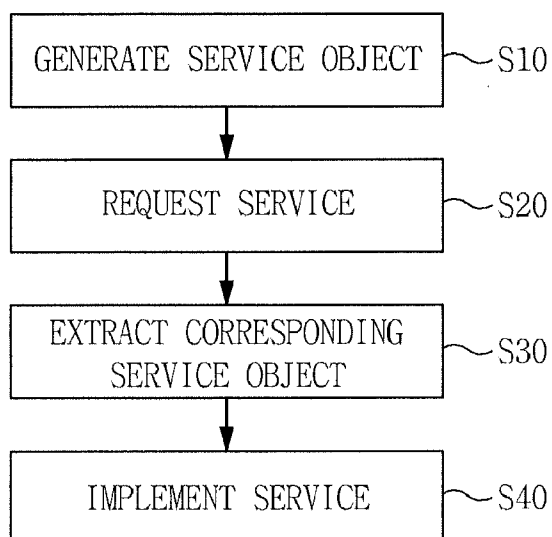 GENERATE SERVICE OBJECT
S10
REQUEST SERVICE
S20
EXTRACT CORRESPONDING
SERVICE OBJECT
S30
IMPLEMENT SERVICE
S40